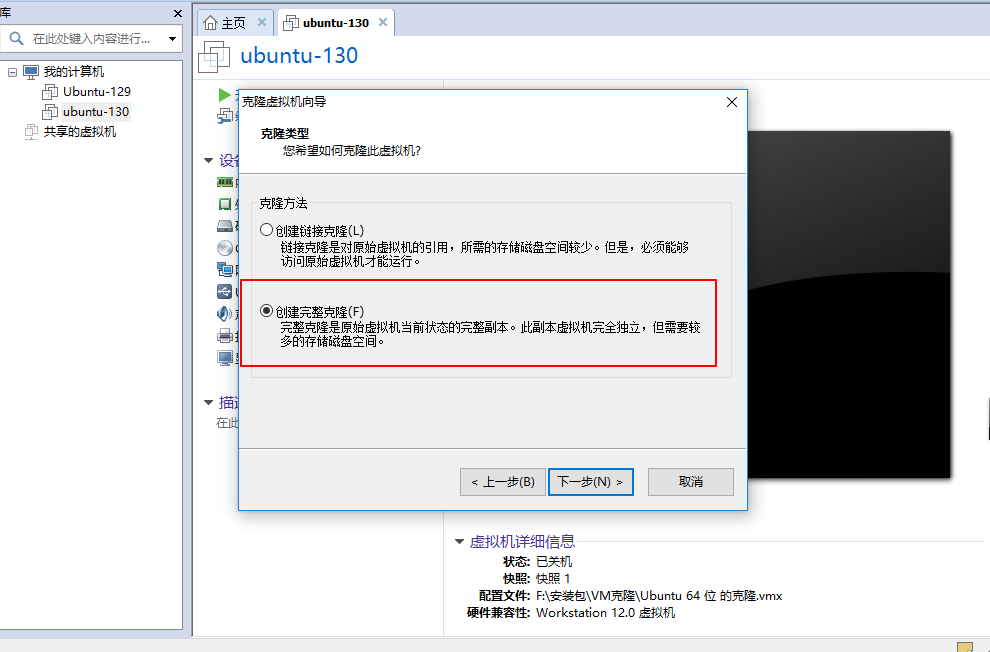 库
在此处键入内容进行...
我的计算机
Ubuntu-129
ubuntu-130
共享的虚拟机
主页
ubuntu-130
ubuntu-130
设
描
在此
克隆虚拟机向导
克隆类型
您希望如何克隆此虚拟机?
克隆方法
创建链接克隆(L)
链接克隆是对原始虚拟机的引用，所需的存储磁盘空间较少。但是，必须能够
访问原始虚拟机才能运行。
创建完整克隆(F)
完整克隆是原始虚拟机当前状态的完整副本。此副本虚拟机完全独立，但需要较
多的存储磁盘空间。
< 上一步(B)
下一步(N) >
取消
虚拟机详细信息
状态: 已关机
快照: 快照 1
配置文件: F:\安装包\VM克隆\Ubuntu 64 位 的克隆.vmx
硬件兼容性: Workstation 12.0 虚拟机